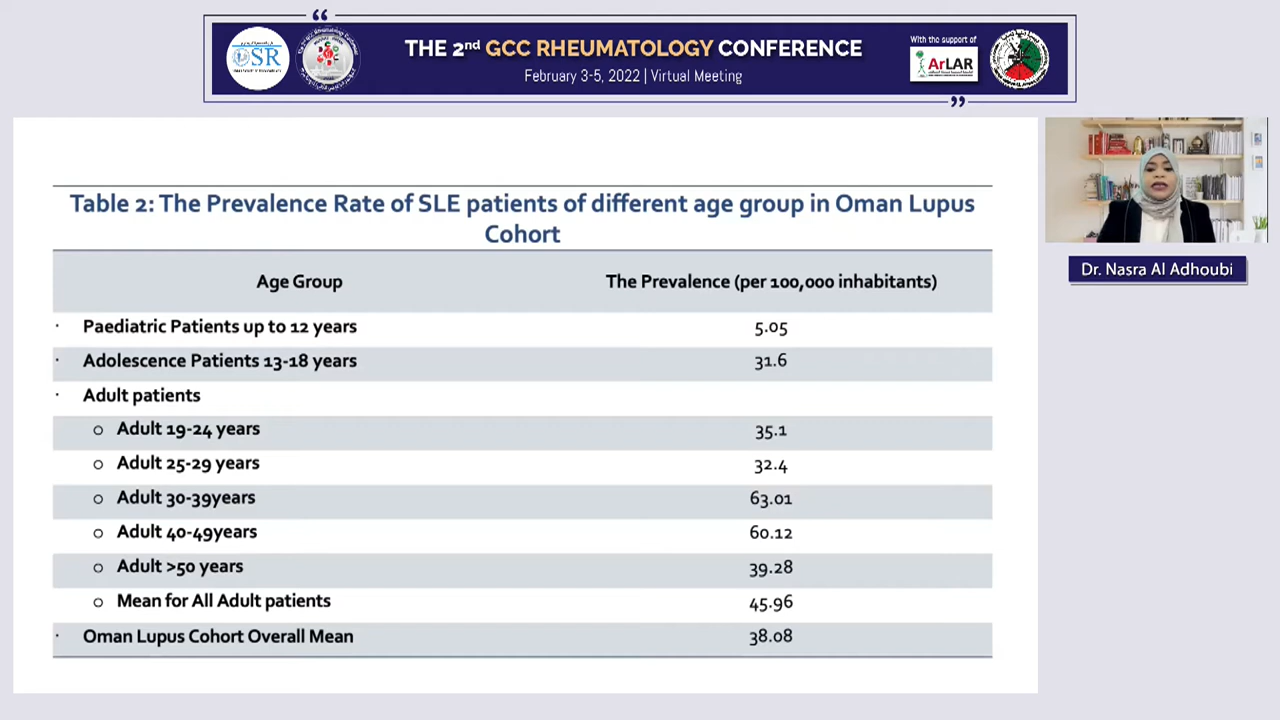 “
THE 2nd GCC RHEUMATOLOGY CONFERENCE
February 3-5, 2022 | Virtual Meeting
With the support of
OSR
ArLAR
”
Table 2: The Prevalence Rate of SLE patients of different age group in Oman Lupus
Cohort
Age Group The Prevalence (per 100,000 inhabitants)
· Paediatric Patients up to 12 years 5.05
· Adolescence Patients 13-18 years 31.6
· Adult patients
o Adult 19-24 years 35.1
o Adult 25-29 years 32.4
o Adult 30-39years 63.01
o Adult 40-49years 60.12
o Adult >50 years 39.28
o Mean for All Adult patients 45.96
· Oman Lupus Cohort Overall Mean 38.08
Dr. Nasra Al Adhoubi